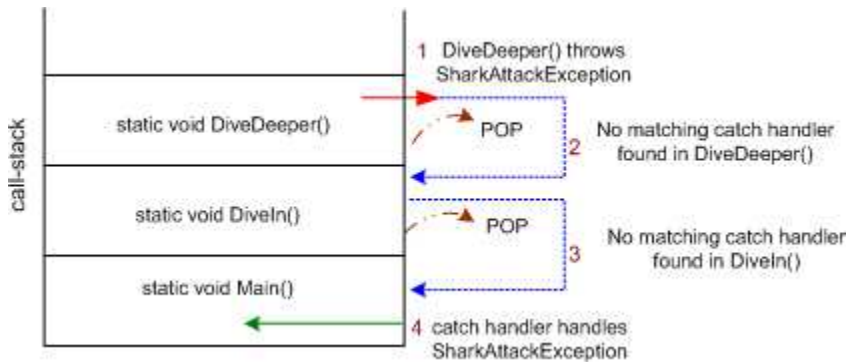 call-stack
1 DiveDeeper() throws
SharkAttackException
static void DiveDeeper()
POP
2
No matching catch handler
found in DiveDeeper()
static void DiveIn()
POP
3
No matching catch handler
found in DiveIn()
static void Main()
4 catch handler handles
SharkAttackException